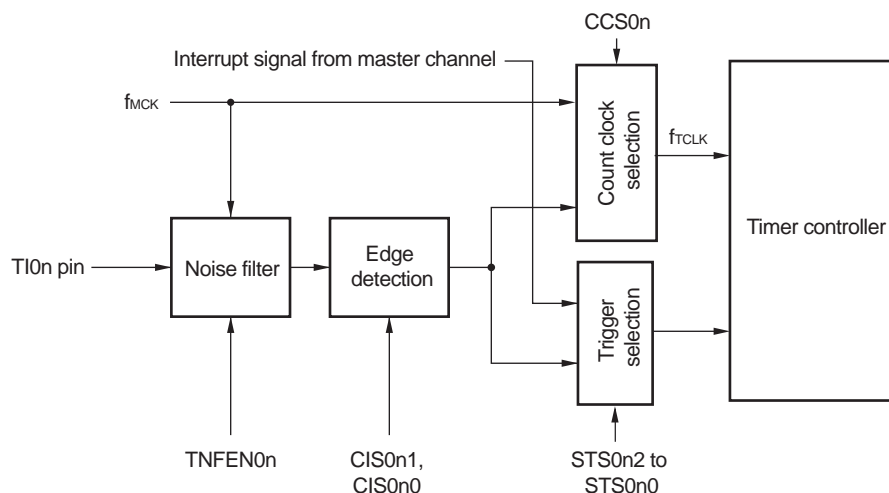 CCS0n
Interrupt signal from master channel
fMCK
Count clock
selection
fTCLK
Timer controller
TI0n pin
Noise filter
Edge
detection
Trigger
selection
TNFEN0n
CIS0n1,
CIS0n0
STS0n2 to
STS0n0